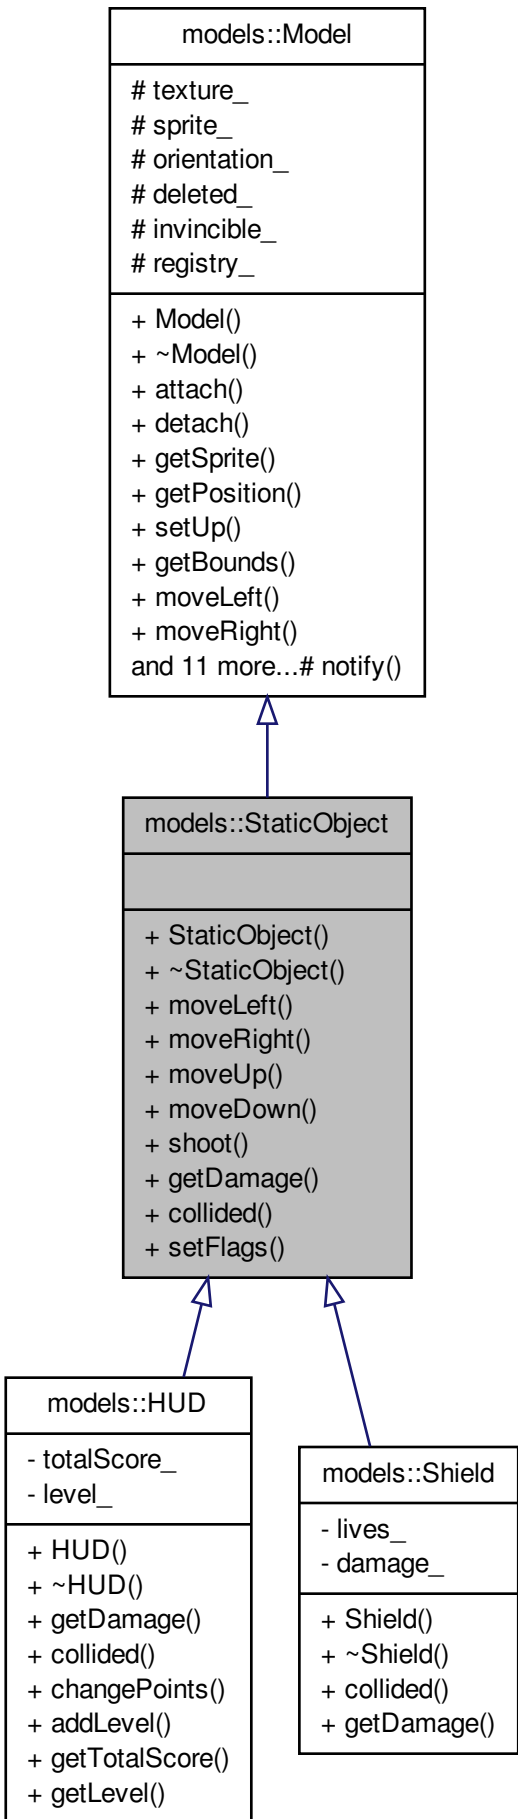 models::Model
# texture_
# sprite_
# orientation_
# deleted_
# invincible_
# registry_
+ Model()
+ ~Model()
+ attach()
+ detach()
+ getSprite()
+ getPosition()
+ setUp()
+ getBounds()
+ moveLeft()
+ moveRight()
and 11 more...# notify()
models::StaticObject
+ StaticObject()
+ ~StaticObject()
+ moveLeft()
+ moveRight()
+ moveUp()
+ moveDown()
+ shoot()
+ getDamage()
+ collided()
+ setFlags()
models::HUD
- totalScore_
- level_
+ HUD()
+ ~HUD()
+ getDamage()
+ collided()
+ changePoints()
+ addLevel()
+ getTotalScore()
+ getLevel()
models::Shield
- lives_
- damage_
+ Shield()
+ ~Shield()
+ collided()
+ getDamage()